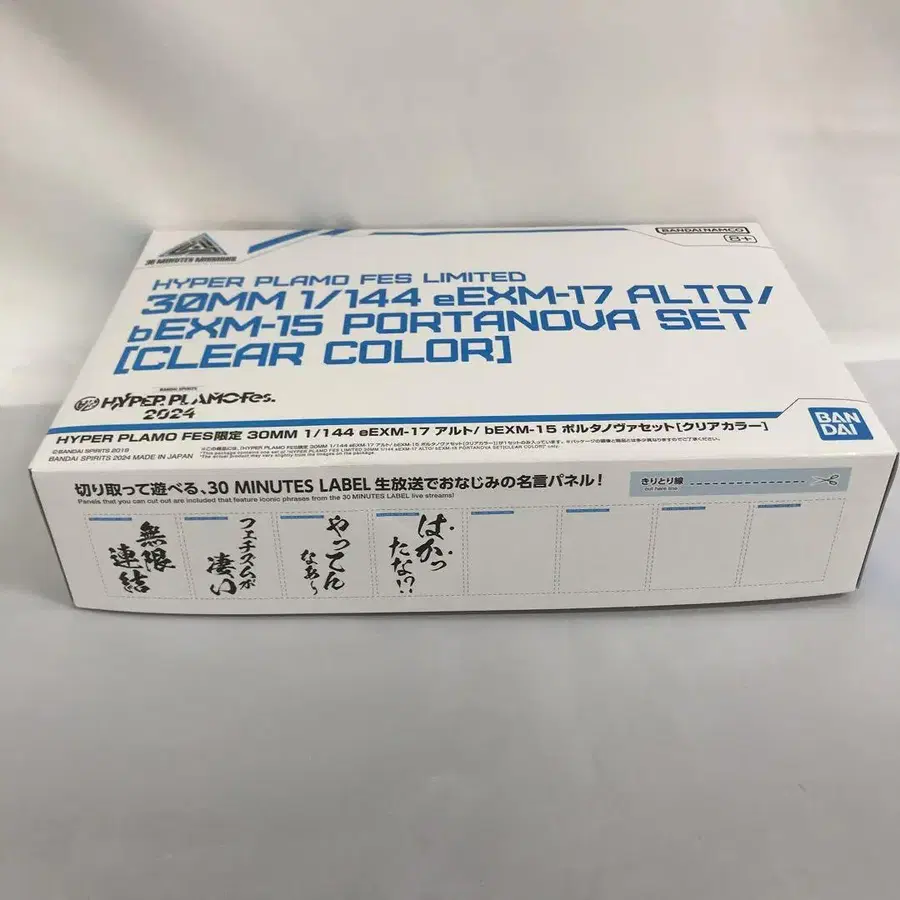 30 MINUTES MISSIONS
BANDAI NAMCO
8+
HYPER PLAMO FES LIMITED
30MM 1/144 eEXM-17 ALTO/
bEXM-15 PORTANOVA SET
[CLEAR COLOR]
BANDAI SPIRITS
HYPER PLAMO Fes.
2024
BAN
DAI
HYPER PLAMO FES限定 30MM 1/144 eEXM-17 アルト/ bEXM-15 ポルタノヴァセット[クリアカラー]
©BANDAI SPIRITS 2019
BANDAI SPIRITS 2024 MADE IN JAPAN
切り取って遊べる、30 MINUTES LABEL 生放送でおなじみの名言パネル!
Panels that you can cut out are included that feature iconic phrases from the 30 MINUTES LABEL live streams!
きりとり線
cut here line
無限
連結
フェチズムが
凄い
やってん
なぁ〜
はかっ
たな!?